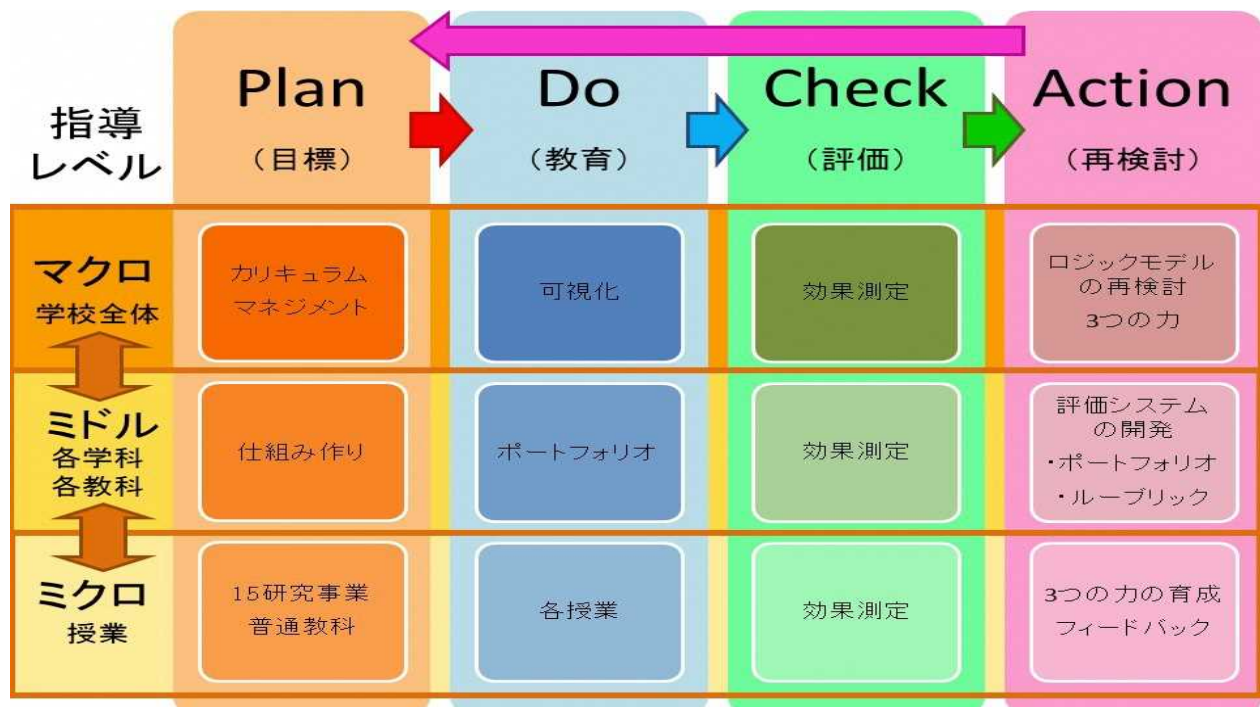 指導
レベル
Plan
(目標)
Do
(教育)
Check
(評価)
Action
(再検討)
マクロ
学校全体
カリキュラム
マネジメント
可視化
効果測定
ロジックモデル
の再検討
3つの力
ミドル
各学科
各教科
仕組み作り
ポートフォリオ
効果測定
評価システム
の開発
・ポートフォリオ
・ルーブリック
ミクロ
授業
15研究事業
普通教科
各授業
効果測定
3つの力の育成
フィードバック